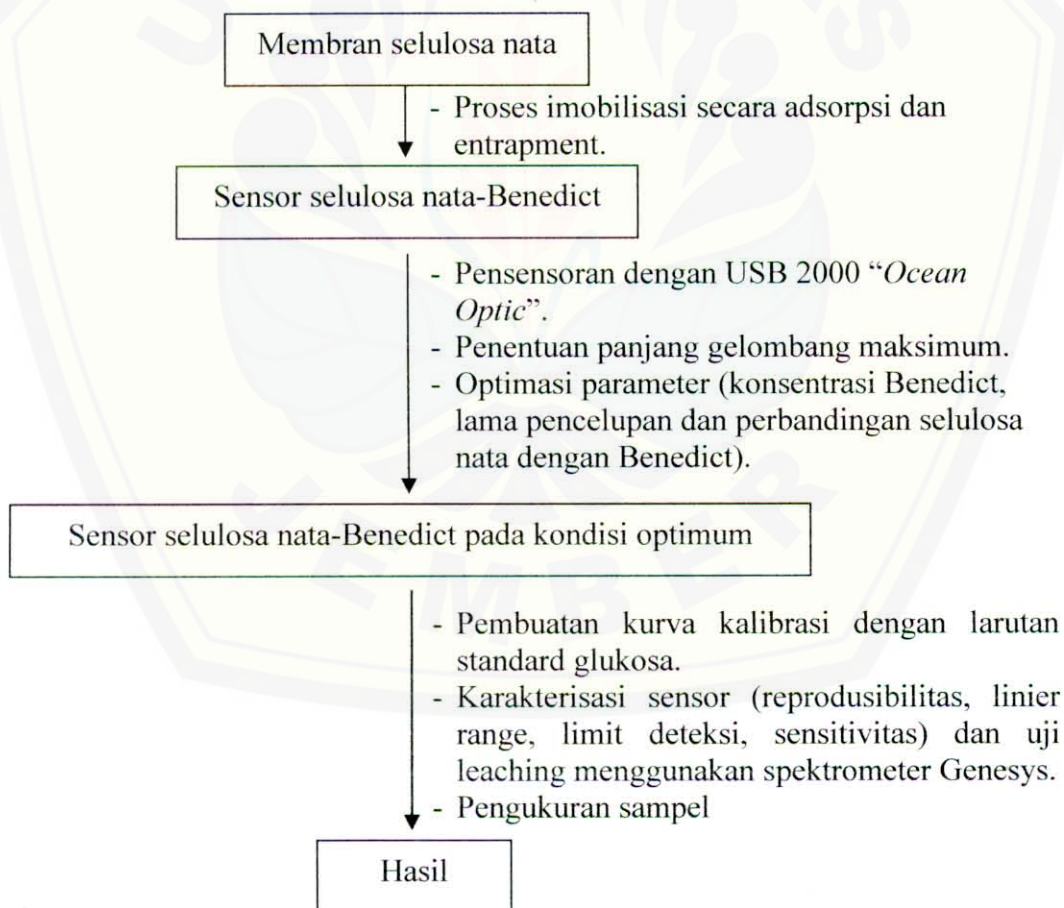 Membran selulosa nata
- Proses imobilisasi secara adsorpsi dan
entrapment.
Sensor selulosa nata-Benedict
- Pensensoran dengan USB 2000 “Ocean
Optic”.
- Penentuan panjang gelombang maksimum.
- Optimasi parameter (konsentrasi Benedict,
lama pencelupan dan perbandingan selulosa
nata dengan Benedict).
Sensor selulosa nata-Benedict pada kondisi optimum
- Pembuatan kurva kalibrasi dengan larutan
standard glukosa.
- Karakterisasi sensor (reprodusibilitas, linier
range, limit deteksi, sensitivitas) dan uji
leaching menggunakan spektrometer Genesys.
- Pengukuran sampel
Hasil